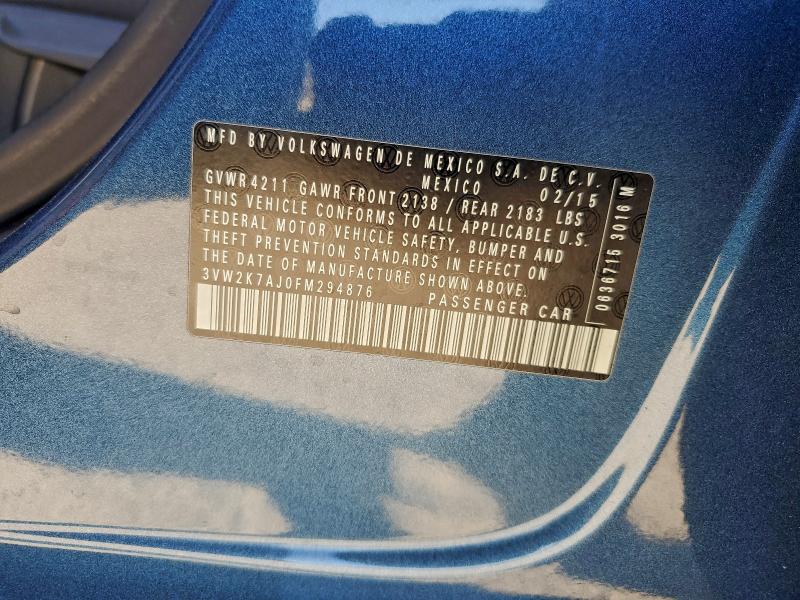 MFD BY VOLKSWAGEN DE MEXICO S.A. DE C.V.
MEXICO 02/15
GVWR 4211 GAWR FRONT 2138 / REAR 2183 LBS
THIS VEHICLE CONFORMS TO ALL APPLICABLE U.S.
FEDERAL MOTOR VEHICLE SAFETY, BUMPER AND
THEFT PREVENTION STANDARDS IN EFFECT ON
THE DATE OF MANUFACTURE SHOWN ABOVE.
3VW2K7AJ0FM294876 PASSENGER CAR
0636715 3016 M